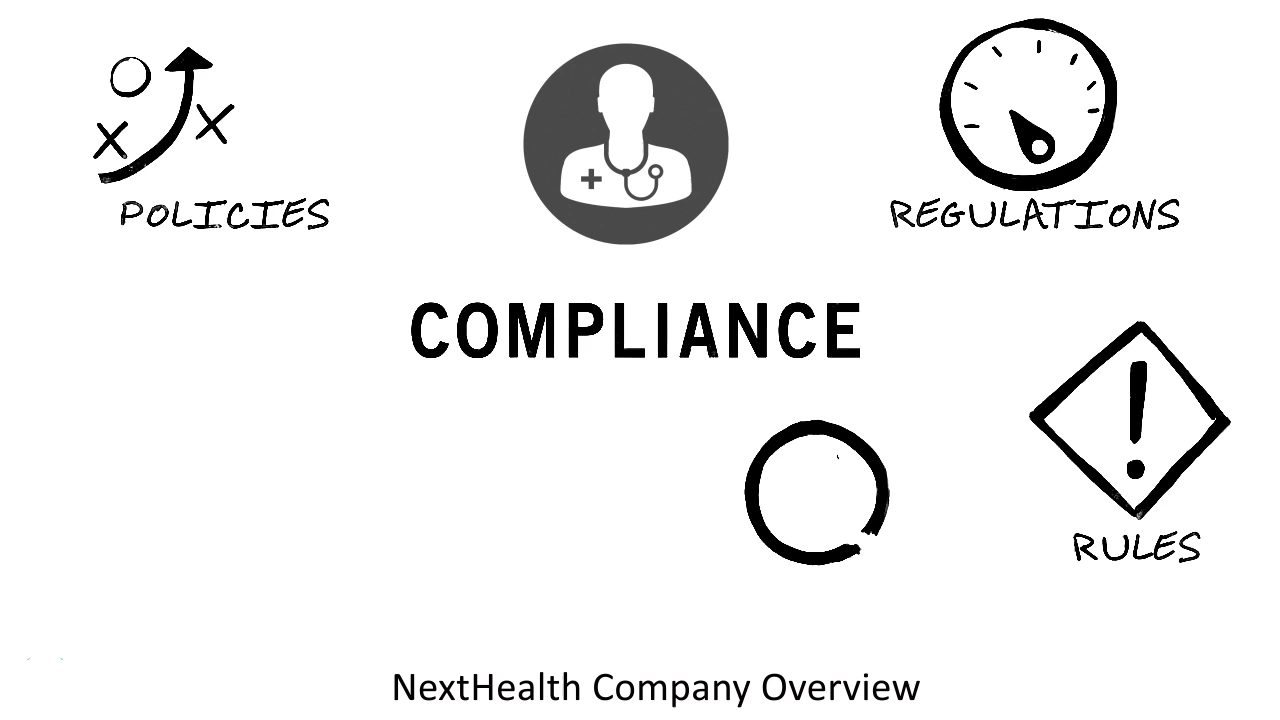 POLICIES
REGULATIONS
COMPLIANCE
RULES
NextHealth Company Overview